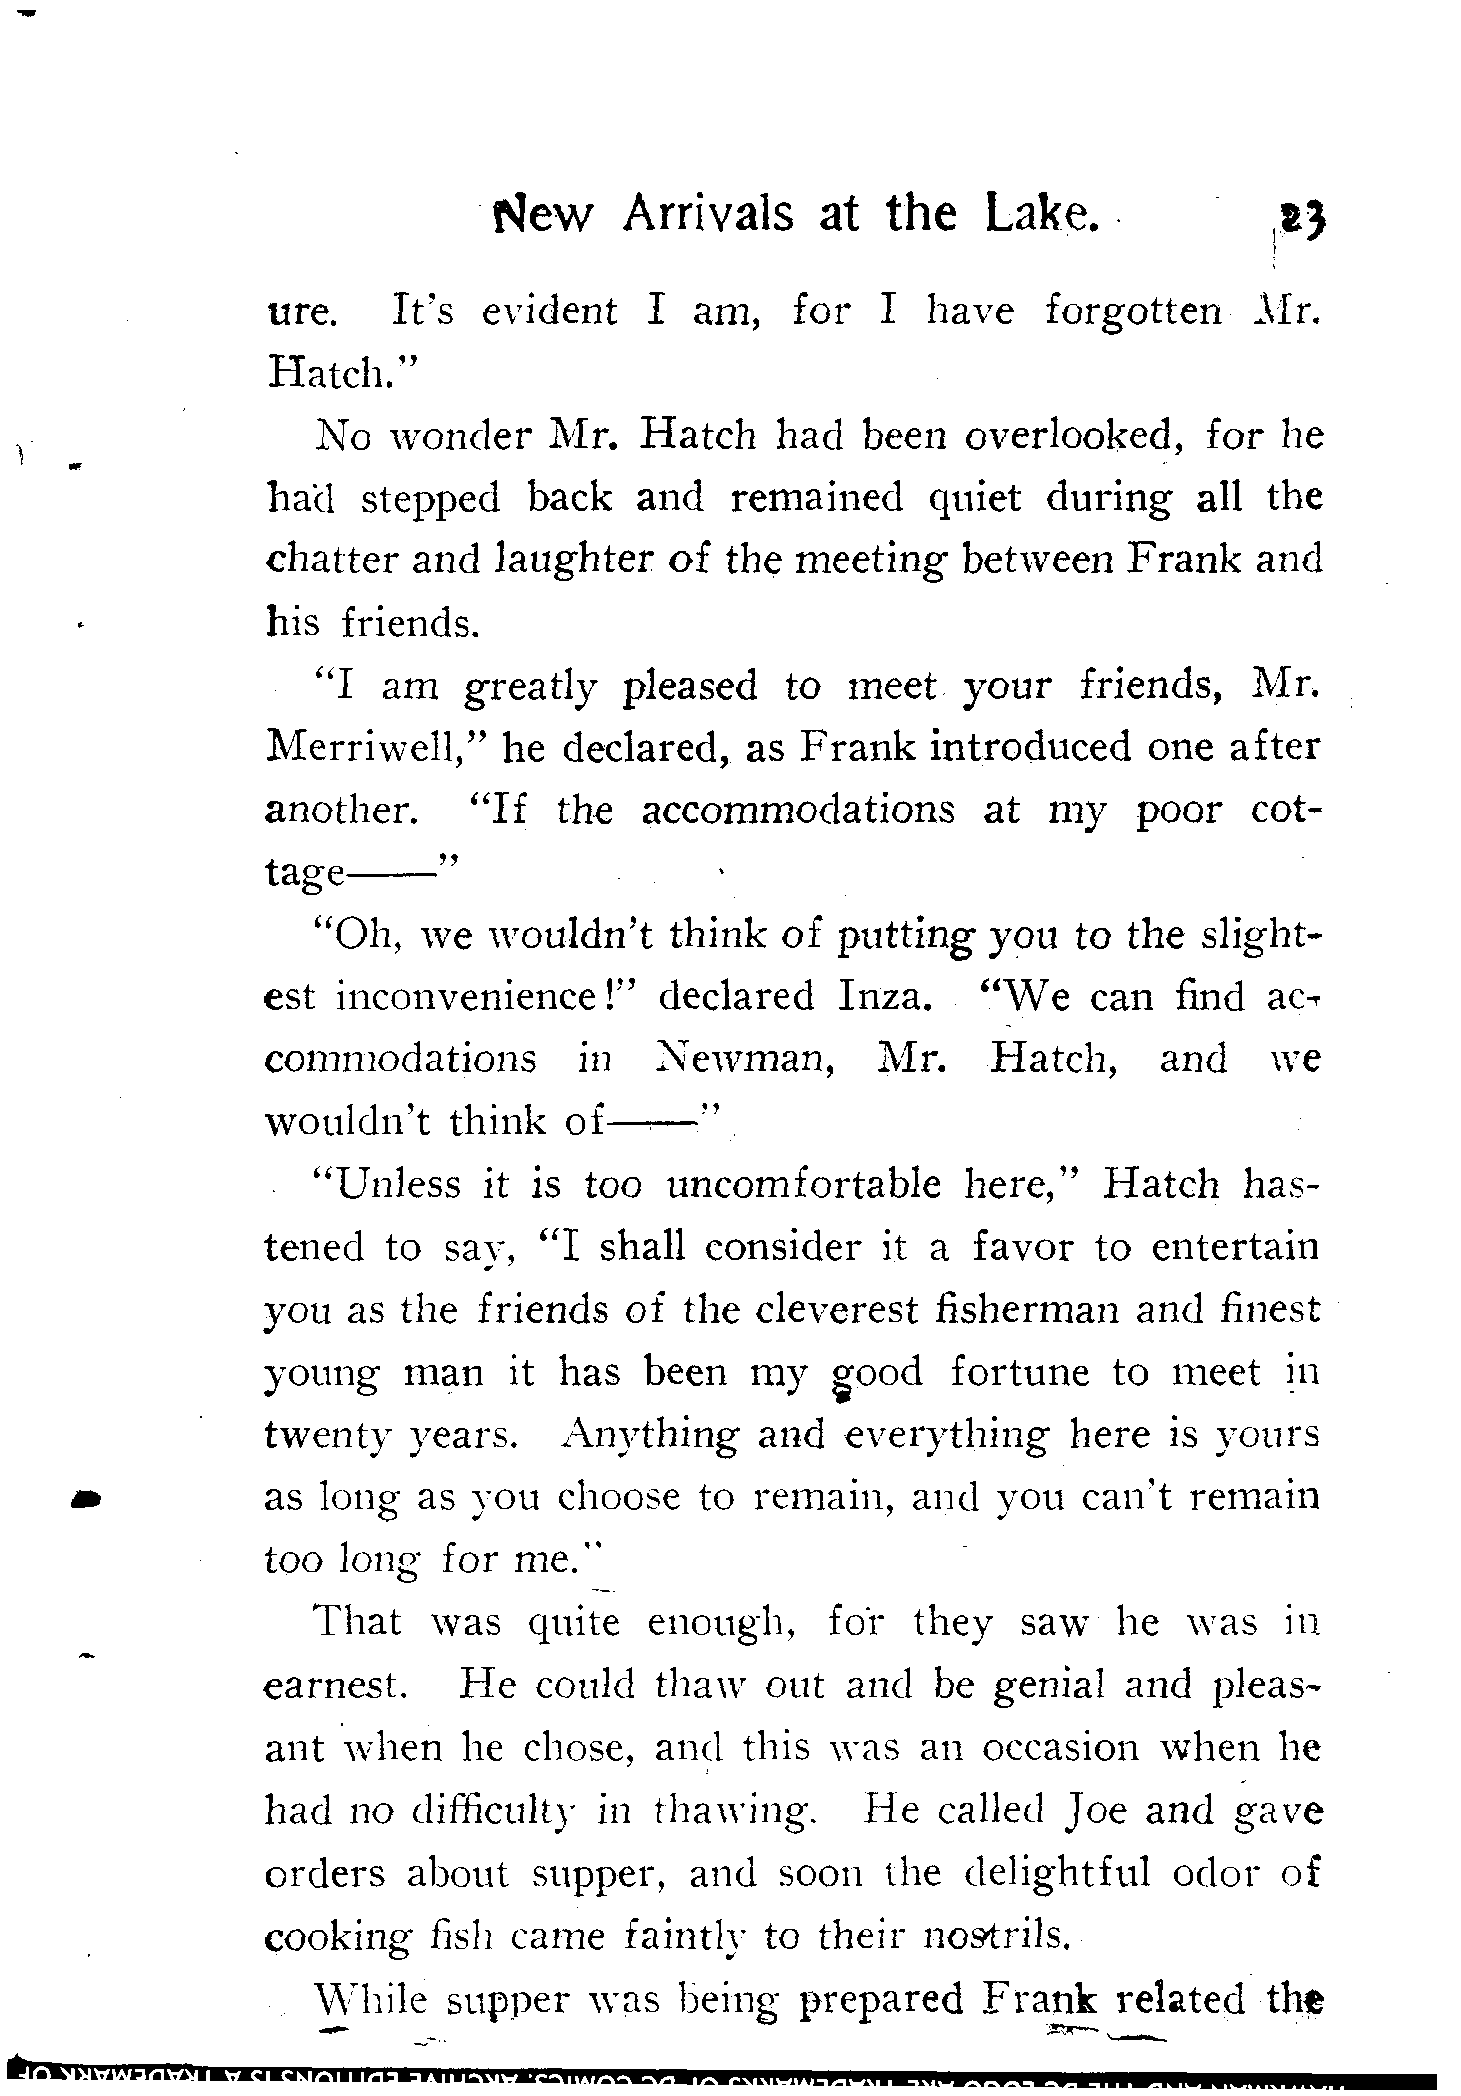 New Arrivals at the Lake. 23
ure. It's evident I am, for I have forgotten Mr.
Hatch."
No wonder Mr. Hatch had been overlooked, for he
had stepped back and remained quiet during all the
chatter and laughter of the meeting between Frank and
his friends.
"I am greatly pleased to meet your friends, Mr.
Merriwell," he declared, as Frank introduced one after
another. "If the accommodations at my poor cot-
tage——"
"Oh, we wouldn't think of putting you to the slight-
est inconvenience!" declared Inza. "We can find ac-
commodations in Newman, Mr. Hatch, and we
wouldn't think of——"
"Unless it is too uncomfortable here," Hatch has-
tened to say, "I shall consider it a favor to entertain
you as the friends of the cleverest fisherman and finest
young man it has been my good fortune to meet in
twenty years. Anything and everything here is yours
as long as you choose to remain, and you can't remain
too long for me."
That was quite enough, for they saw he was in
earnest. He could thaw out and be genial and pleas-
ant when he chose, and this was an occasion when he
had no difficulty in thawing. He called Joe and gave
orders about supper, and soon the delightful odor of
cooking fish came faintly to their nostrils.
While supper was being prepared Frank related the